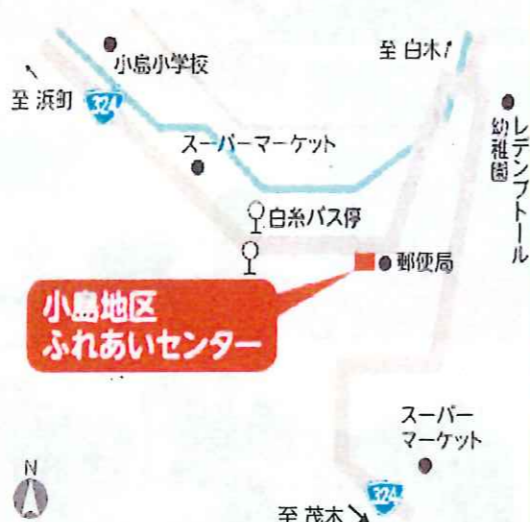 小島小学校
至 白木
至 浜町
324
レデンプトール
幼稚園
スーパーマーケット
白糸バス停
郵便局
小島地区
ふれあいセンター
スーパー
マーケット
N
324
至 茂木